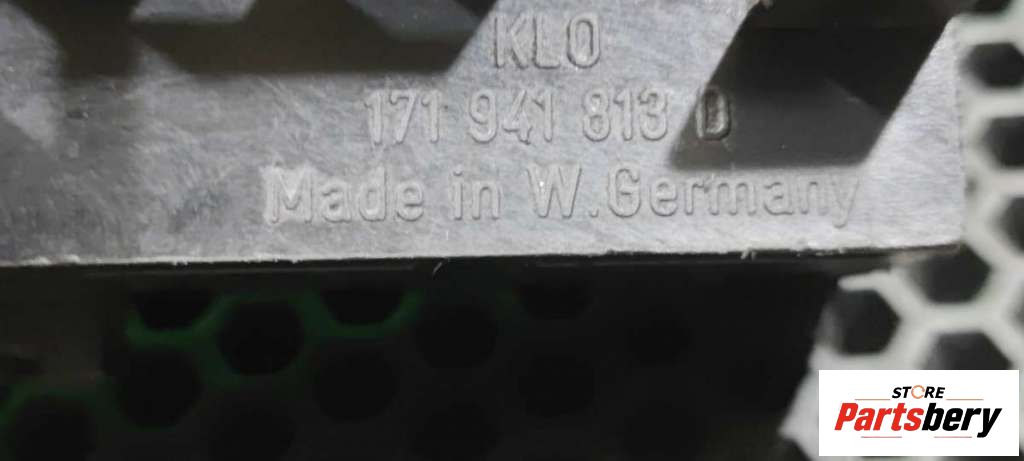 KLO
171 941 813 D
Made in W.Germany
STORE
Partsbery